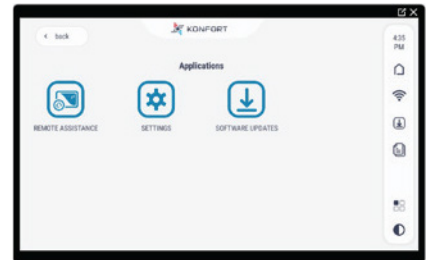 < back
KONFORT
4:35
PM
Applications
REMOTE ASSISTANCE
SETTINGS
SOFTWARE UPDATES